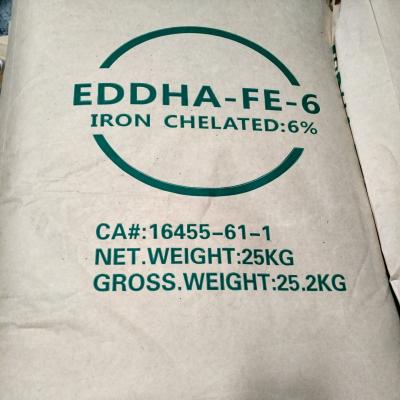 EDDHA-FE-6
IRON CHELATED:6%
CA#:16455-61-1
NET.WEIGHT:25KG
GROSS.WEIGHT:25.2KG